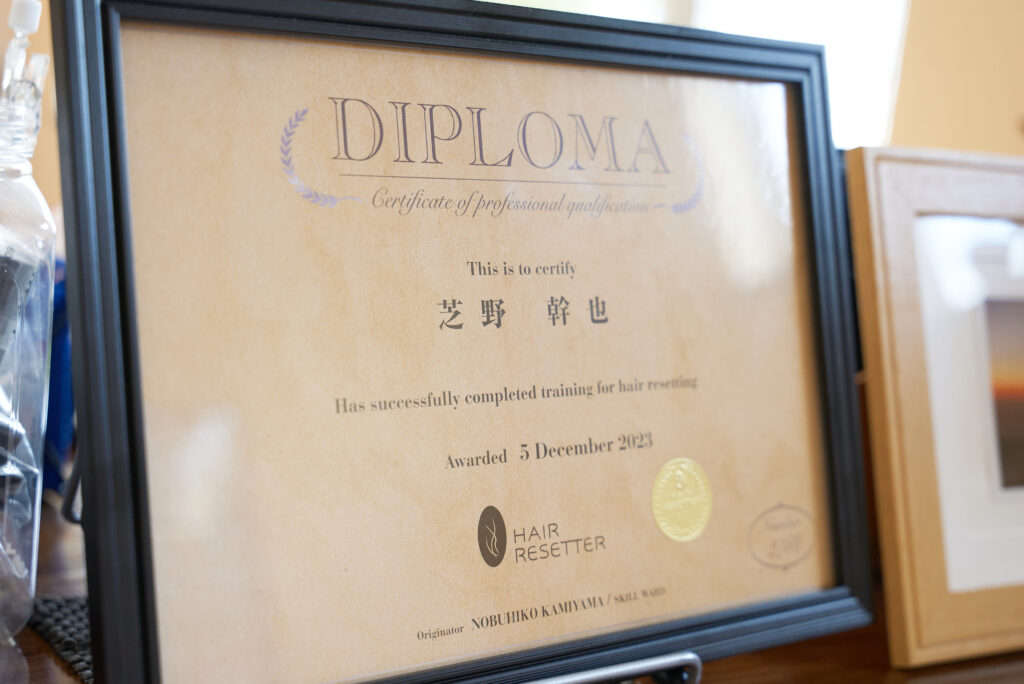 DIPLOMA
Certificate of professional qualification
This is to certify
芝野 幹也
Has successfully completed training for hair resetting
Awarded 5 December 2023
HAIR
RESETTER
Originator NOBUHIKO KAMIYAMA / SKILL WARD